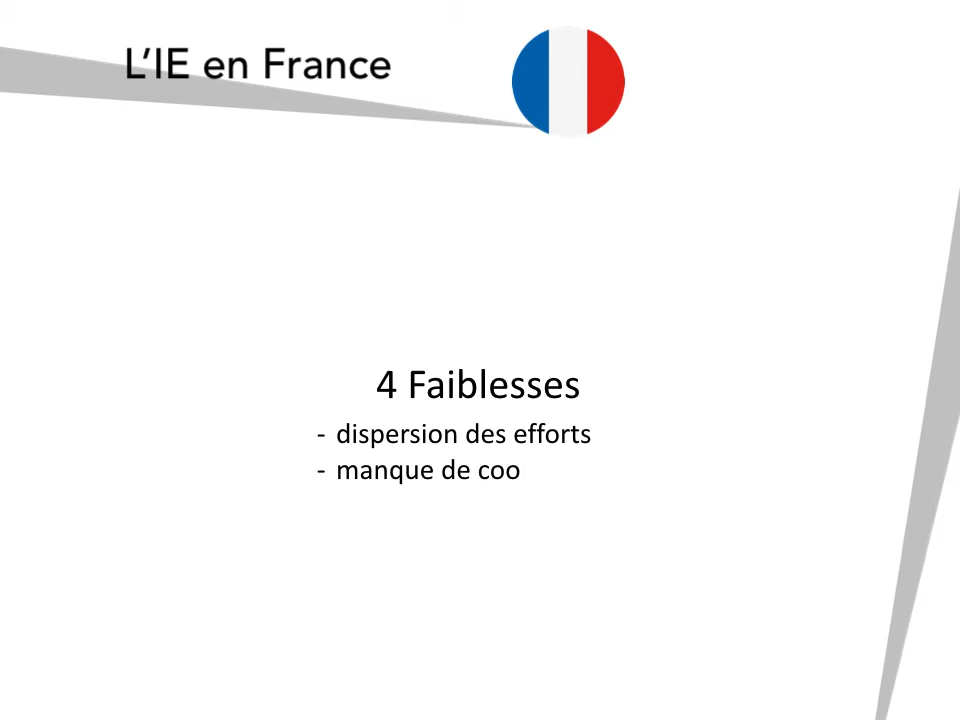 L’IE en France
4 Faiblesses
- dispersion des efforts
- manque de coo